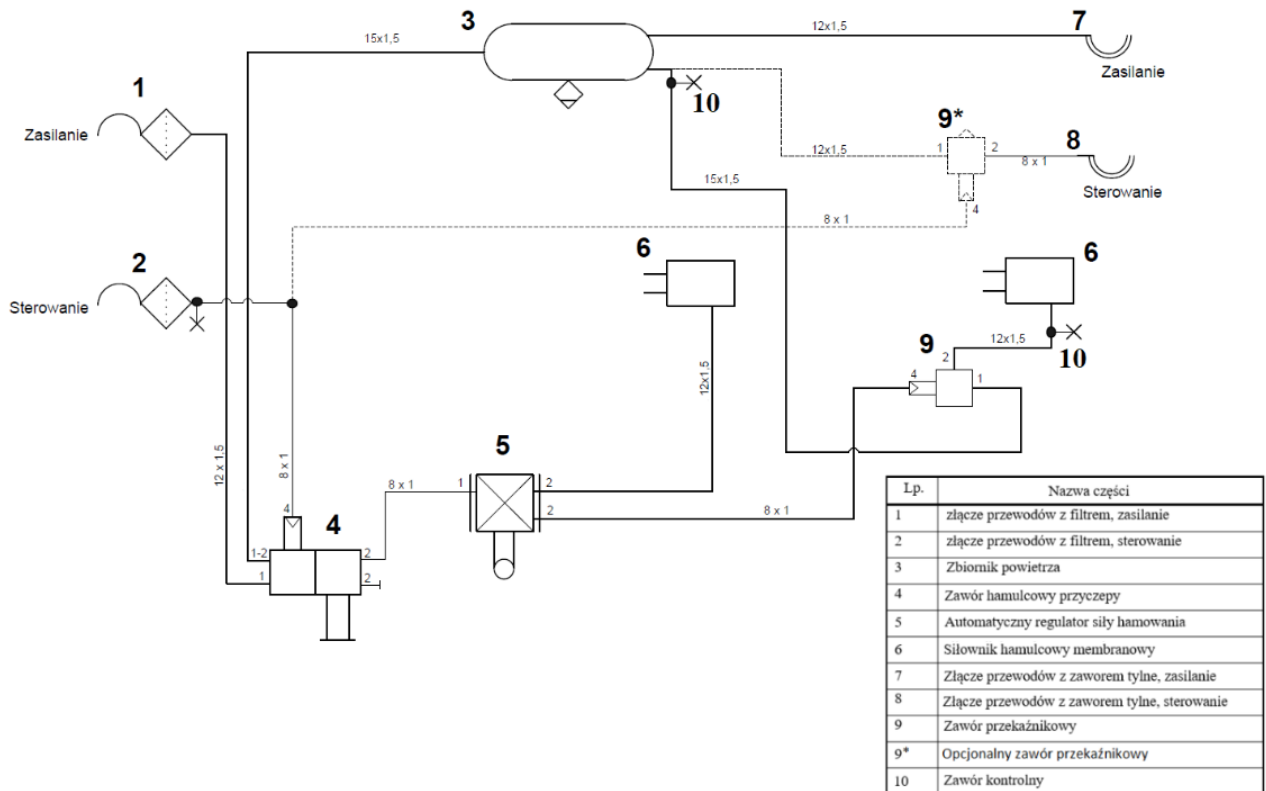 3
7
15x1,5
12x1,5
Zasilanie
1
10
9*
Zasilanie
12x1,5
1
2
8
8 x 1
15x1,5
Sterowanie
4
8 x 1
2
6
6
Sterowanie
12x1,5
9
2
10
4
1
12x1,5
12 x 1,5
8 x 1
5
8 x 1
1
2
4
4
2
8 x 1
1-2
2
1
2
Lp. Nazwa części
1 złącze przewodów z filtrem, zasilanie
2 złącze przewodów z filtrem, sterowanie
3 Zbiornik powietrza
4 Zawór hamulcowy przyczepy
5 Automatyczny regulator siły hamowania
6 Siłownik hamulcowy membranowy
7 Złącze przewodów z zaworem tylne, zasilanie
8 Złącze przewodów z zaworem tylne, sterowanie
9 Zawór przekaźnikowy
9* Opcjonalny zawór przekaźnikowy
10 Zawór kontrolny